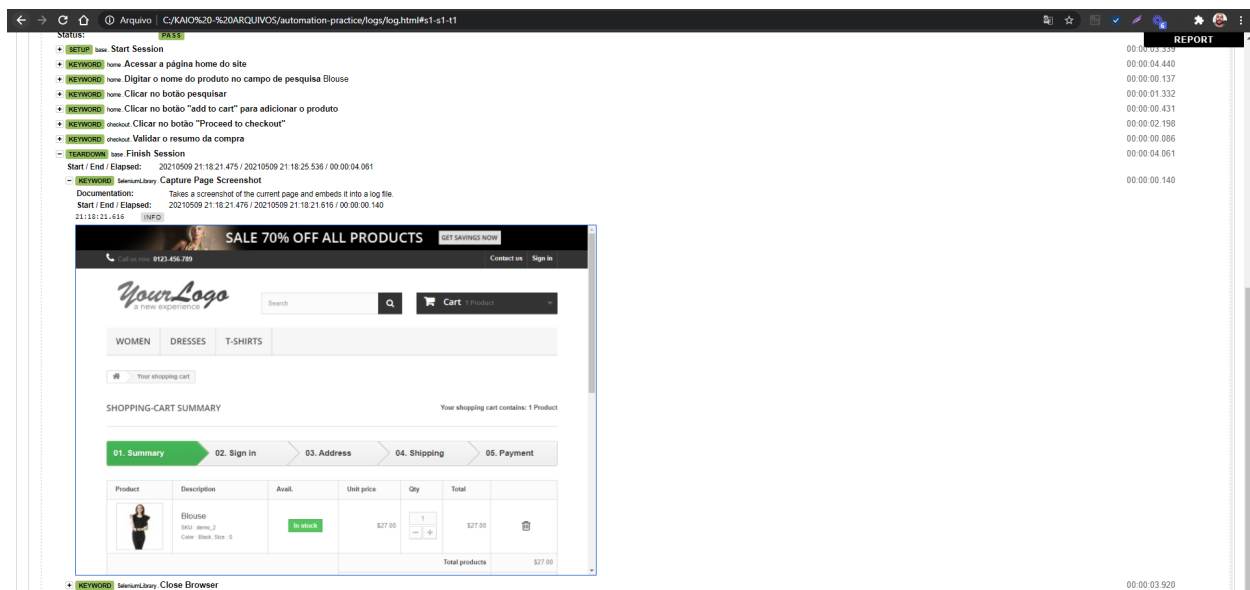 Arquivo | C:/KAIO%20-%20ARQUIVOS/automation-practice/logs/log.html#s1-s1-t1
REPORT
Status: PASS
+ SETUP base. Start Session 00:00:03.339
+ KEYWORD home. Acessar a página home do site 00:00:04.440
+ KEYWORD home. Digitar o nome do produto no campo de pesquisa Blouse 00:00:00.137
+ KEYWORD home. Clicar no botão pesquisar 00:00:01.332
+ KEYWORD home. Clicar no botão "add to cart" para adicionar o produto 00:00:00.431
+ KEYWORD checkout. Clicar no botão "Proceed to checkout" 00:00:02.198
+ KEYWORD checkout. Validar o resumo da compra 00:00:00.086
− TEARDOWN base. Finish Session 00:00:04.061
Start / End / Elapsed: 20210509 21:18:21.475 / 20210509 21:18:25.536 / 00:00:04.061
− KEYWORD SeleniumLibrary. Capture Page Screenshot 00:00:00.140
Documentation: Takes a screenshot of the current page and embeds it into a log file.
Start / End / Elapsed: 20210509 21:18:21.476 / 20210509 21:18:21.616 / 00:00:00.140
21:18:21.616 INFO
SALE 70% OFF ALL PRODUCTS GET SAVINGS NOW
Call us now: 0123-456-789 Contact us Sign in
Your Logo
a new experience
Search Cart 1 Product
WOMEN DRESSES T-SHIRTS
Your shopping cart
SHOPPING-CART SUMMARY Your shopping cart contains: 1 Product
01. Summary 02. Sign in 03. Address 04. Shipping 05. Payment
Product Description Avail. Unit price Qty Total
Blouse
SKU : demo_2
Color : Black, Size : S
In stock $27.00 1 $27.00
− +
Total products $27.00
+ KEYWORD SeleniumLibrary. Close Browser 00:00:03.920